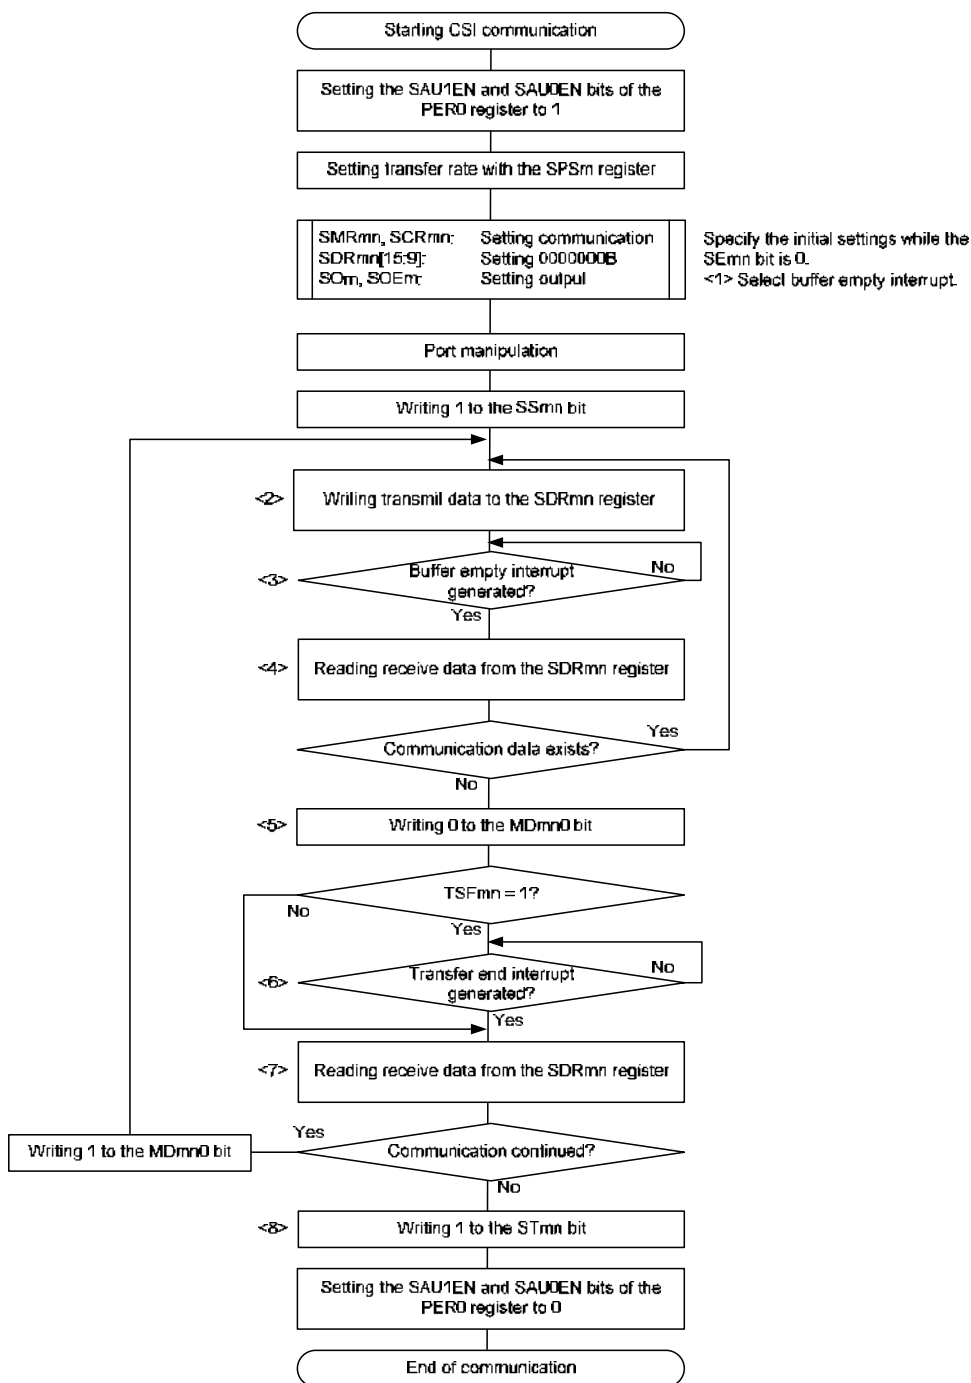 Starting CSI communication
Setting the SAU1EN and SAU0EN bits of the
PER0 register to 1
Setting transfer rate with the SPSm register
SMRmn, SCRmn: Setting communication
SDRmn[15:9]: Setting 0000000B
SOm, SOEm: Setting output
Specify the initial settings while the
SEmn bit is 0.
<1> Select buffer empty interrupt.
Port manipulation
Writing 1 to the SSmn bit
<2> Writing transmit data to the SDRmn register
<3> Buffer empty interrupt
generated?
No
Yes
<4> Reading receive data from the SDRmn register
Yes
Communication data exists?
No
<5> Writing 0 to the MDmn0 bit
TSFmn = 1?
No
Yes
<6> Transfer end interrupt
generated?
No
Yes
<7> Reading receive data from the SDRmn register
Yes
Writing 1 to the MDmn0 bit
Communication continued?
No
<8> Writing 1 to the STmn bit
Setting the SAU1EN and SAU0EN bits of the
PER0 register to 0
End of communication